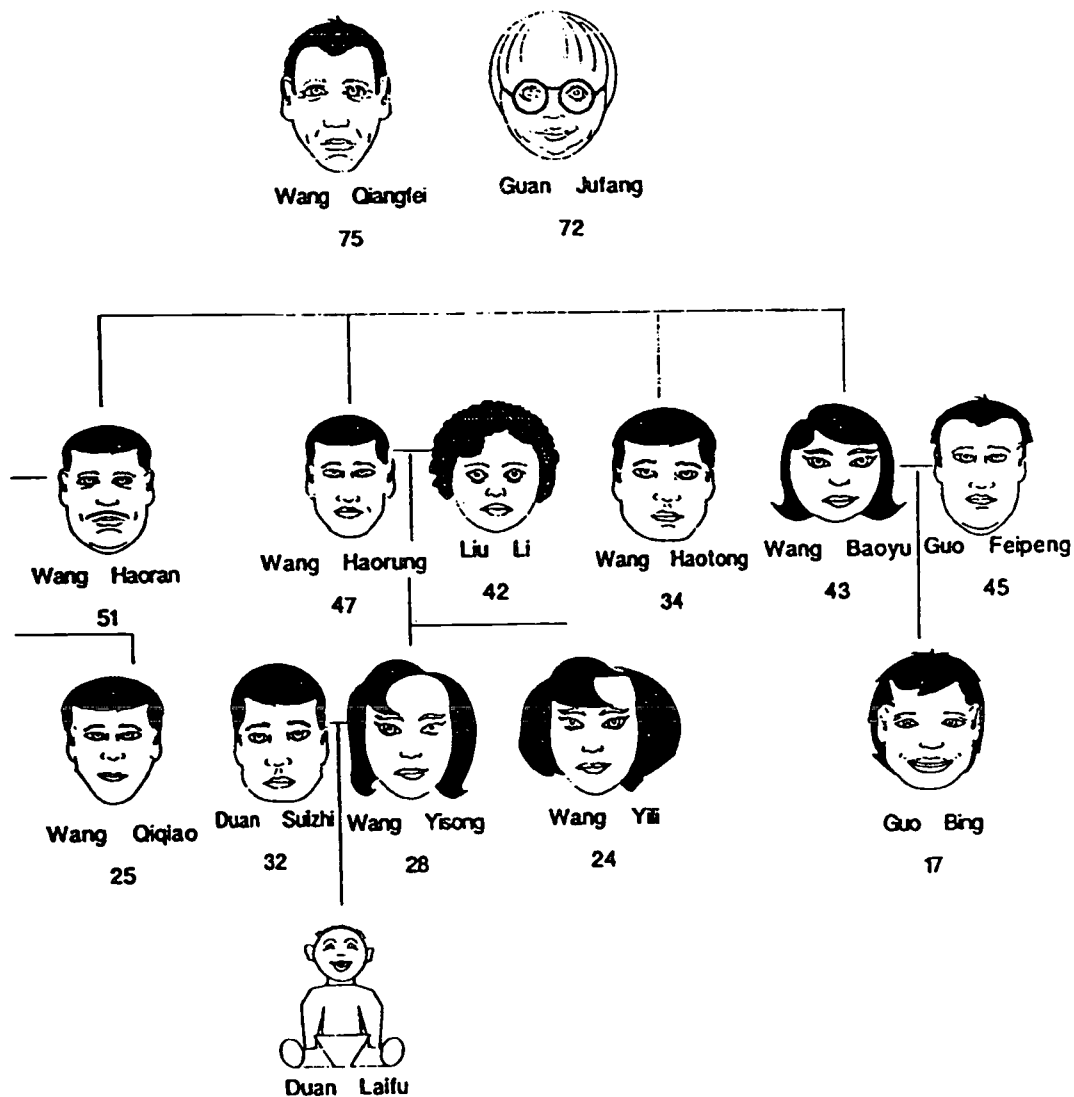 Wang Qiangfei
Guan Jufang
75
72
Wang Haoran
Wang Haorung
Liu Li
Wang Haotong
Wang Baoyu
Guo Feipeng
51
47
42
34
43
45
Wang Qiqiao
Duan Suizhi
Wang Yisong
Wang Yili
Guo Bing
25
32
28
24
17
Duan Laifu